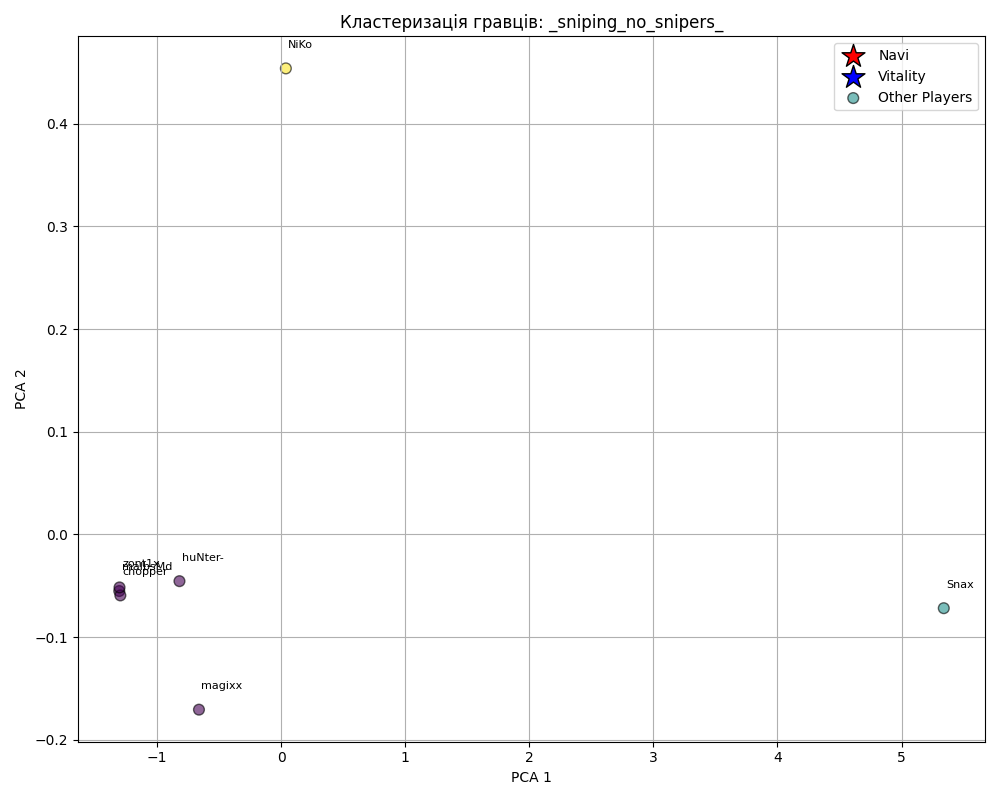 Кластеризація гравців: _sniping_no_snipers_
NiKo
Navi
Vitality
Other Players
PCA 2
0.4
0.3
0.2
0.1
0.0
−0.1
−0.2
zont1x
chopper
huNter-
Snax
magixx
−1
0
1
2
3
4
5
PCA 1